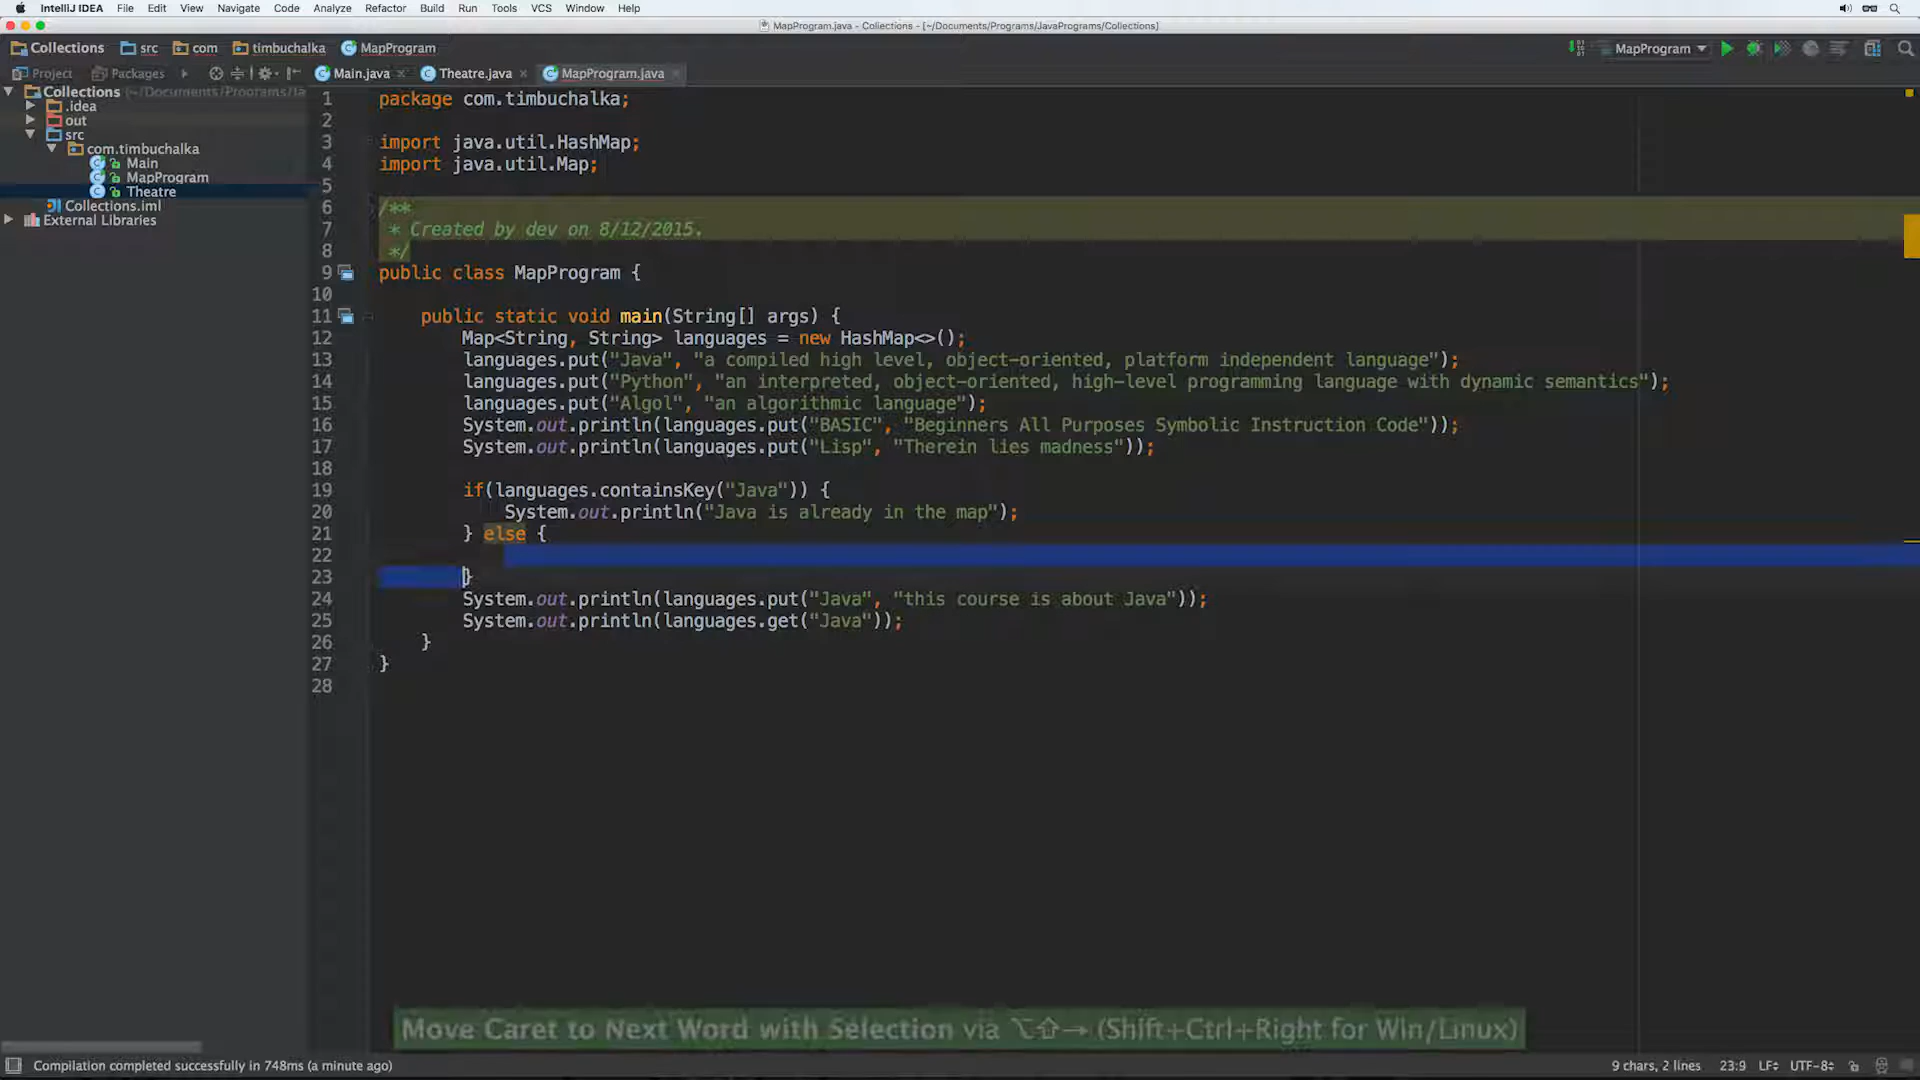 IntelliJ IDEA File Edit View Navigate Code Analyze Refactor Build Run Tools VCS Window Help
MapProgram.java - Collections - [~/Documents/Programs/JavaPrograms/Collections]
Collections src com timbuchalka MapProgram MapProgram
Project Packages Main.java Theatre.java MapProgram.java
Collections (~/Documents/Programs/Ja
.idea
out
src
com.timbuchalka
Main
MapProgram
Theatre
Collections.iml
External Libraries
1 package com.timbuchalka;
2
3 import java.util.HashMap;
4 import java.util.Map;
5
6 /**
7 * Created by dev on 8/12/2015.
8 */
9 public class MapProgram {
10
11 public static void main(String[] args) {
12 Map<String, String> languages = new HashMap<>();
13 languages.put("Java", "a compiled high level, object-oriented, platform independent language");
14 languages.put("Python", "an interpreted, object-oriented, high-level programming language with dynamic semantics");
15 languages.put("Algol", "an algorithmic language");
16 System.out.println(languages.put("BASIC", "Beginners All Purposes Symbolic Instruction Code"));
17 System.out.println(languages.put("Lisp", "Therein lies madness"));
18
19 if(languages.containsKey("Java")) {
20 System.out.println("Java is already in the map");
21 } else {
22
23 }
24 System.out.println(languages.put("Java", "this course is about Java"));
25 System.out.println(languages.get("Java"));
26 }
27 }
28
Move Caret to Next Word with Selection via ⌥⇧→ (Shift+Ctrl+Right for Win/Linux)
Compilation completed successfully in 748ms (a minute ago) 9 chars, 2 lines 23:9 LF÷ UTF-8÷